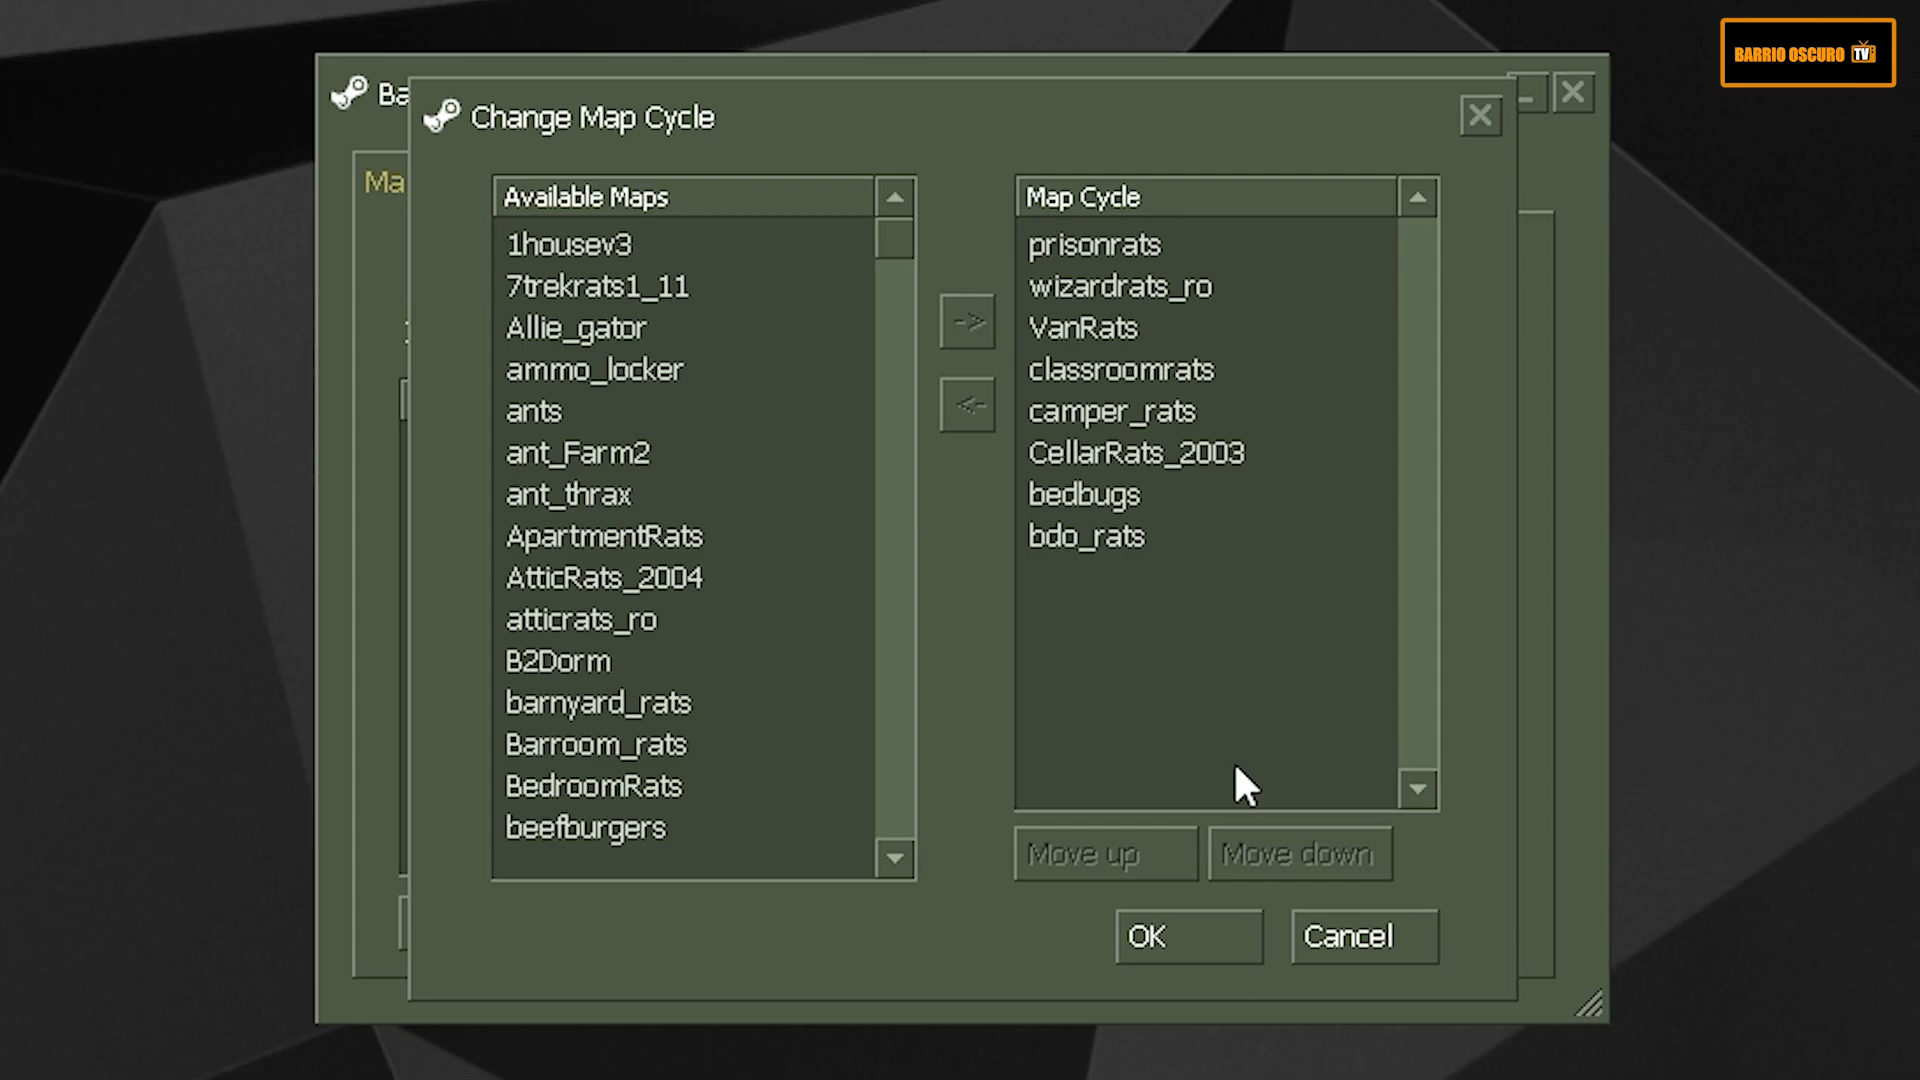 BARRIO OSCURO TV
Ba
Change Map Cycle
Ma
Available Maps
1housev3
7trekrats1_11
Allie_gator
ammo_locker
ants
ant_Farm2
ant_thrax
ApartmentRats
AtticRats_2004
atticrats_ro
B2Dorm
barnyard_rats
Barroom_rats
BedroomRats
beefburgers
->
<-
Map Cycle
prisonrats
wizardrats_ro
VanRats
classroomrats
camper_rats
CellarRats_2003
bedbugs
bdo_rats
Move up
Move down
OK
Cancel